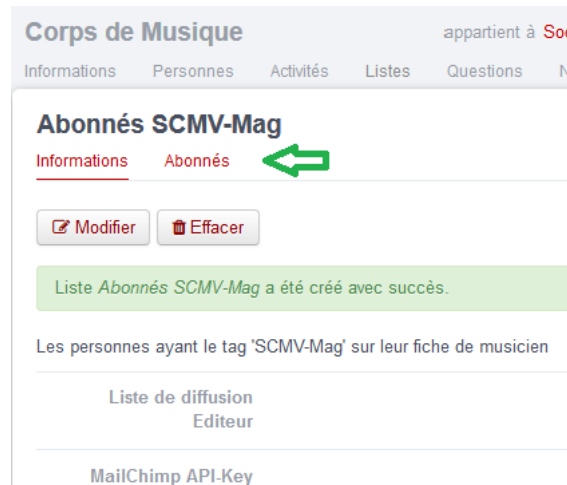 Corps de Musique appartient à
Informations Personnes Activités Listes Questions
Abonnés SCMV-Mag
Informations Abonnés
Modifier Effacer
Liste Abonnés SCMV-Mag a été créé avec succès.
Les personnes ayant le tag 'SCMV-Mag' sur leur fiche de musicien
Liste de diffusion
Editeur
MailChimp API-Key